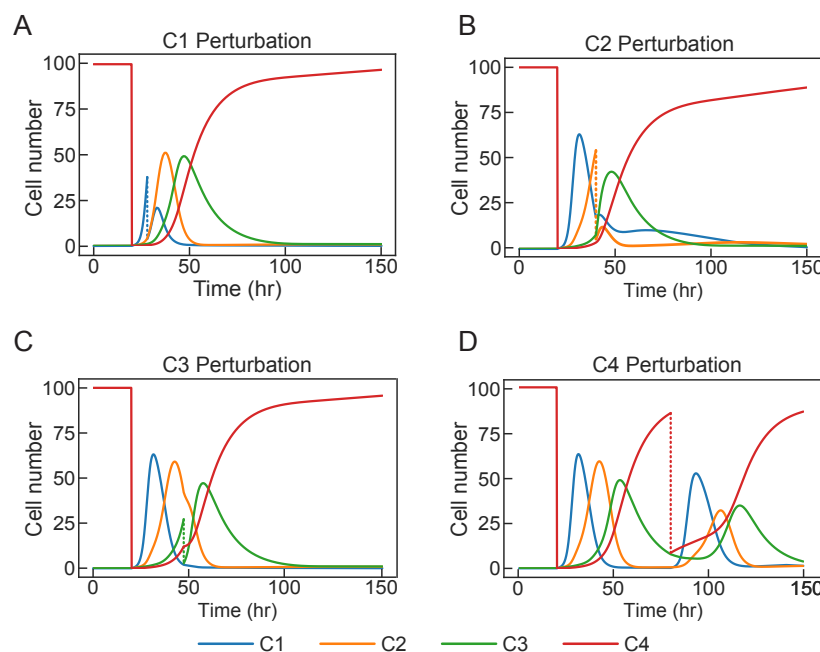 A
C1 Perturbation
Cell number
100
75
50
25
0
0 50 100 150
Time (hr)
B
C2 Perturbation
Cell number
100
75
50
25
0
0 50 100 150
Time (hr)
C
C3 Perturbation
Cell number
100
75
50
25
0
0 50 100 150
Time (hr)
D
C4 Perturbation
Cell number
100
75
50
25
0
0 50 100 150
Time (hr)
C1 C2 C3 C4